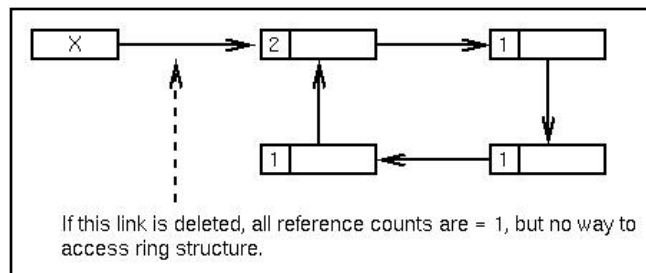 X 2 1
1 1
If this link is deleted, all reference counts are = 1, but no way to
access ring structure.